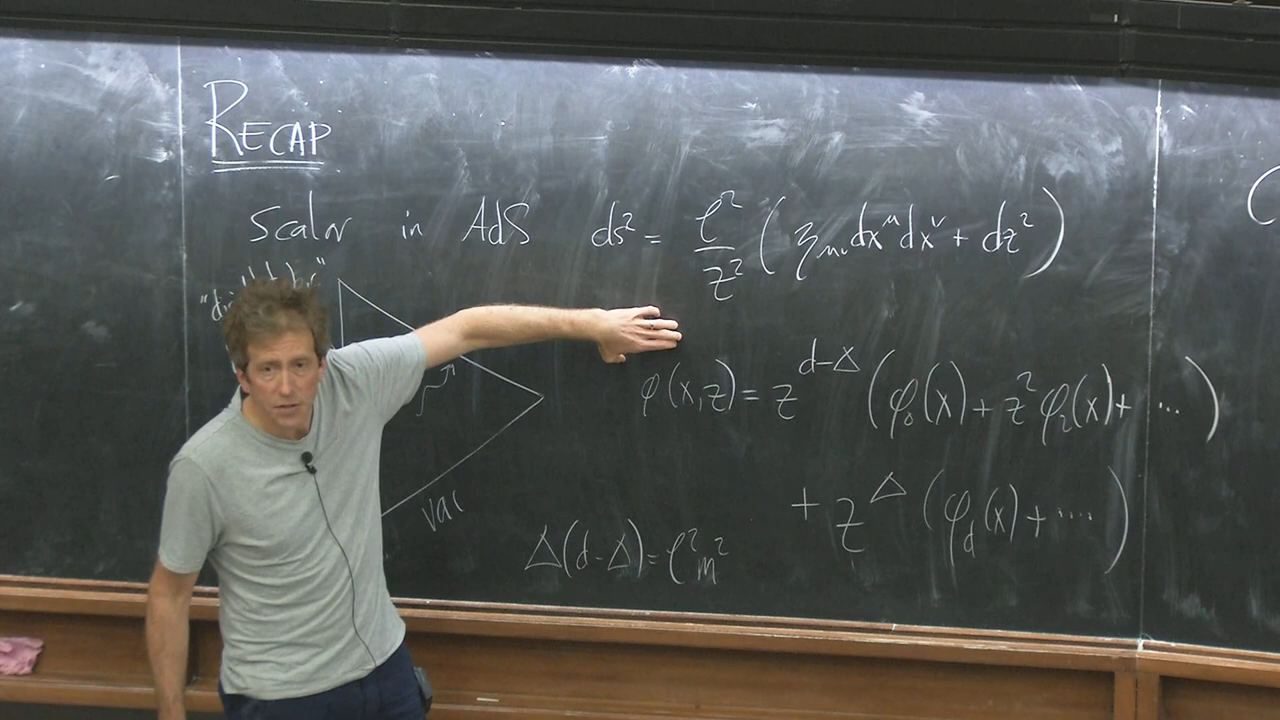 RECAP
Scalar in AdS ds² = ℓ²/z² ( η_μν dx^μ dx^ν + dz² )
φ(x,z) = z^{d-Δ} ( φ₀(x) + z² φ₂(x) + ... )
+ z^Δ ( φ_d(x) + .... )
vac
Δ(d-Δ) = ℓ²m²